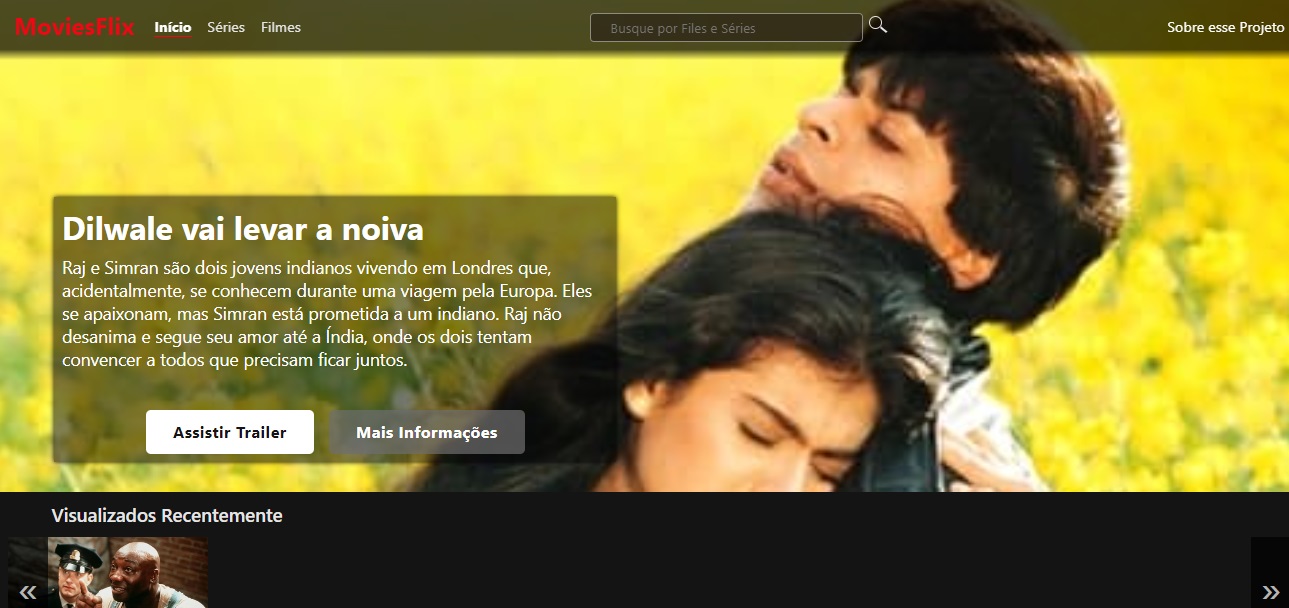 MoviesFlix Início Séries Filmes Busque por Files e Séries Sobre esse Projeto
Dilwale vai levar a noiva
Raj e Simran são dois jovens indianos vivendo em Londres que,
acidentalmente, se conhecem durante uma viagem pela Europa. Eles
se apaixonam, mas Simran está prometida a um indiano. Raj não
desanima e segue seu amor até a Índia, onde os dois tentam
convencer a todos que precisam ficar juntos.
Assistir Trailer Mais Informações
Visualizados Recentemente
« »